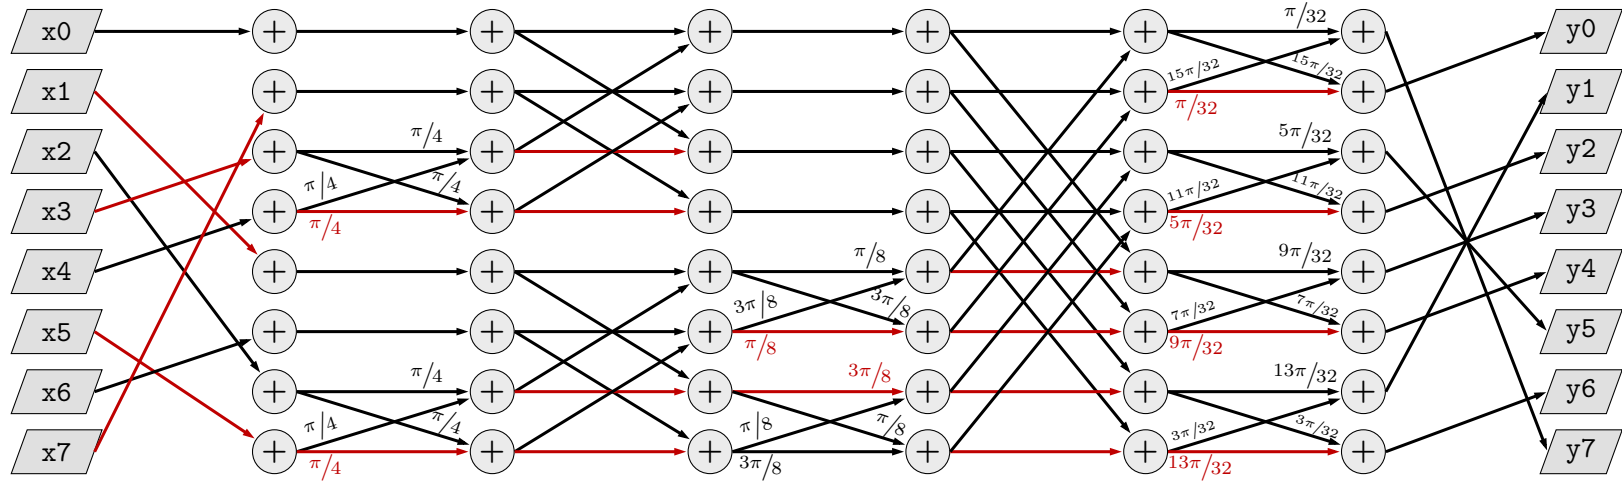 x0 + + + + + π/32 + y0
x1 + + + + 15π/32 + 15π/32 + y1
π/32
x2 + π/4 + + + + 5π/32 + y2
x3 π/4 + π/4 + + + 11π/32 + 11π/32 + y3
π/4 5π/32
x4 + + + π/8 + + 9π/32 + y4
x5 + + 3π/8 + 3π/8 + 7π/32 + 7π/32 + y5
π/8 9π/32
x6 + π/4 + + 3π/8 + + 13π/32 + y6
x7 π/4 + π/4 + π/8 + π/8 + 3π/32 + 3π/32 + y7
π/4 3π/8 13π/32